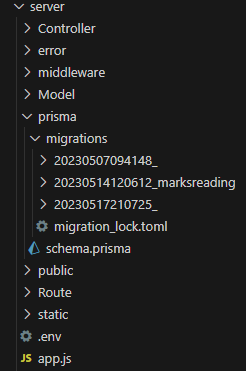 server
Controller
error
middleware
Model
prisma
migrations
20230507094148_
20230514120612_marksreading
20230517210725_
migration_lock.toml
schema.prisma
public
Route
static
.env
JS app.js